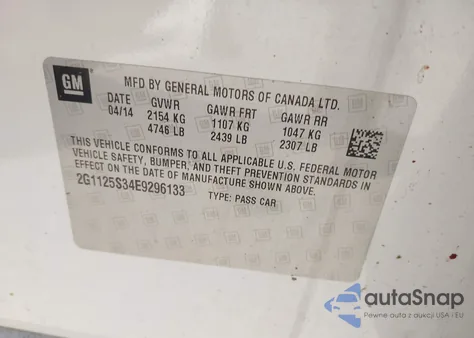 GM
MFD BY GENERAL MOTORS OF CANADA LTD.
DATE GVWR GAWR FRT GAWR RR
04/14 2154 KG 1107 KG 1047 KG
4746 LB 2439 LB 2307 LB
THIS VEHICLE CONFORMS TO ALL APPLICABLE U.S. FEDERAL MOTOR
VEHICLE SAFETY, BUMPER, AND THEFT PREVENTION STANDARDS IN
EFFECT ON THE DATE OF MANUFACTURE SHOWN ABOVE.
2G1125S34E9296133 TYPE: PASS CAR
autaSnap
Pewne auta z aukcji USA i EU